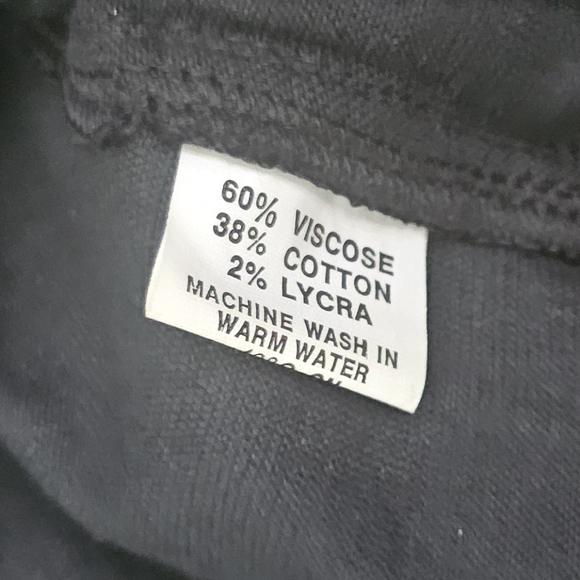 60% VISCOSE
38% COTTON
2% LYCRA
MACHINE WASH IN
WARM WATER